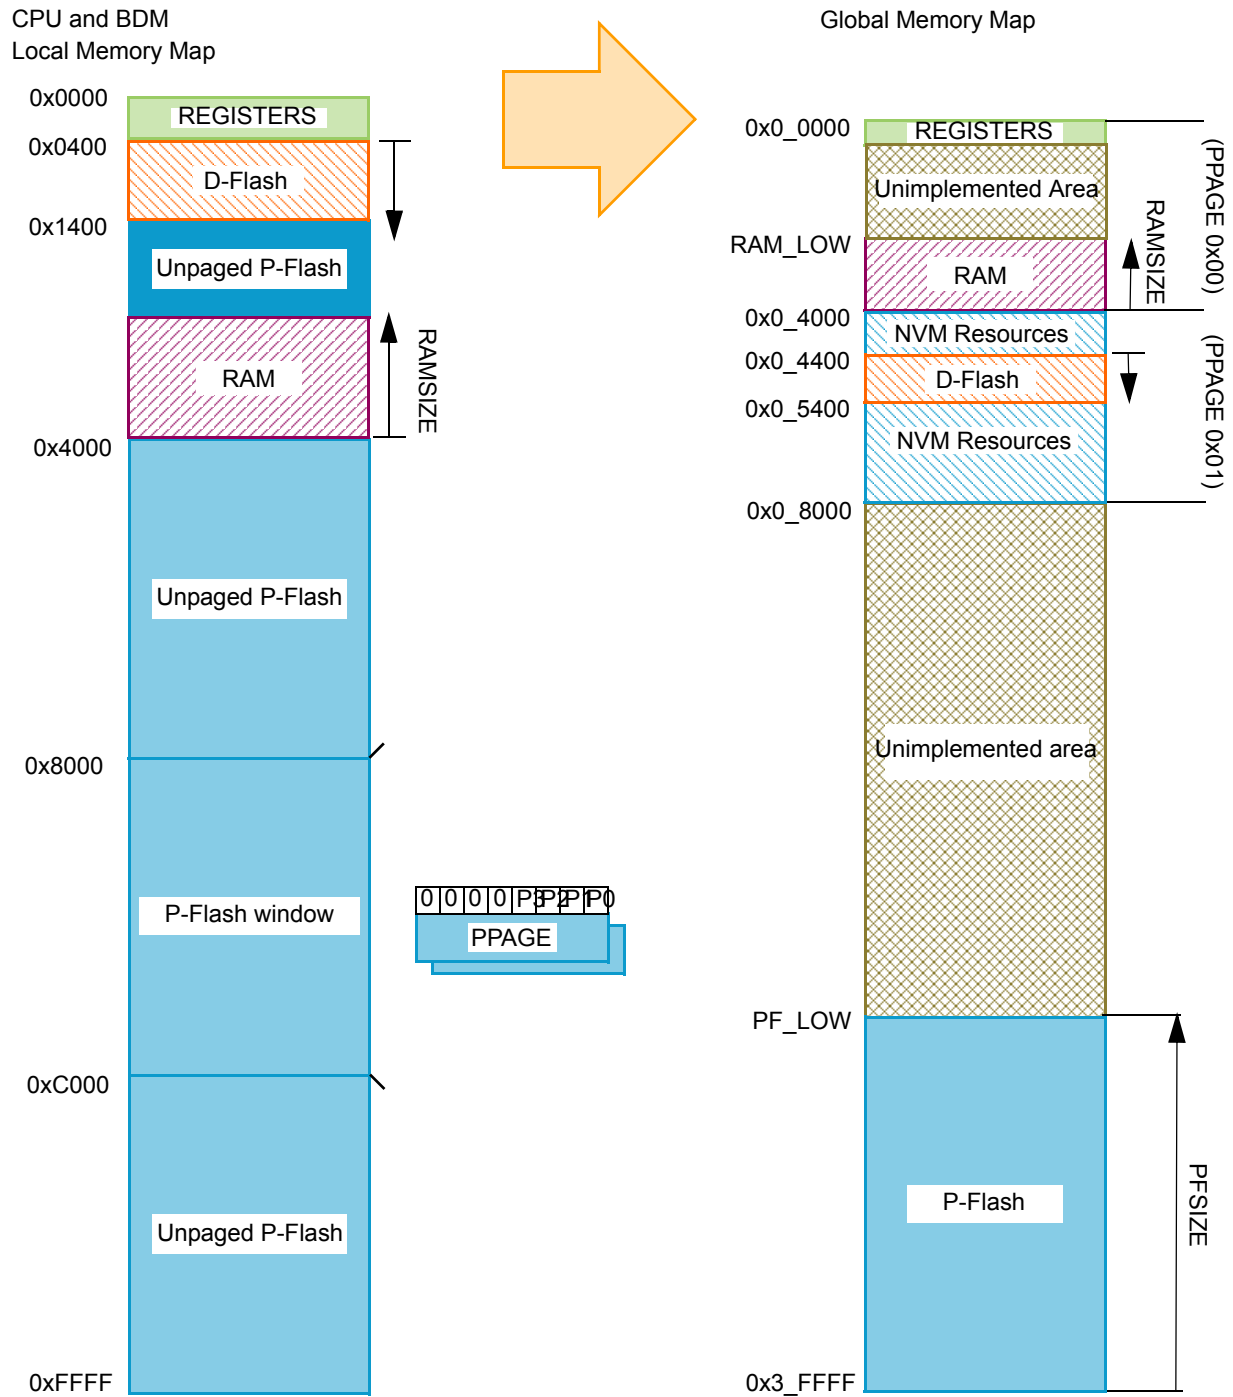 CPU and BDM
Local Memory Map
Global Memory Map
0x0000
REGISTERS
0x0400
D-Flash
0x1400
Unpaged P-Flash
RAM
RAMSIZE
0x4000
Unpaged P-Flash
0x8000
P-Flash window
0 0 0 0 P3 P2 P1 P0
PPAGE
0xC000
Unpaged P-Flash
0xFFFF
0x0_0000
REGISTERS
(PPAGE 0x00)
Unimplemented Area
RAM_LOW
RAM
RAMSIZE
0x0_4000
NVM Resources
0x0_4400
D-Flash
(PPAGE 0x01)
0x0_5400
NVM Resources
0x0_8000
Unimplemented area
PF_LOW
P-Flash
PFSIZE
0x3_FFFF